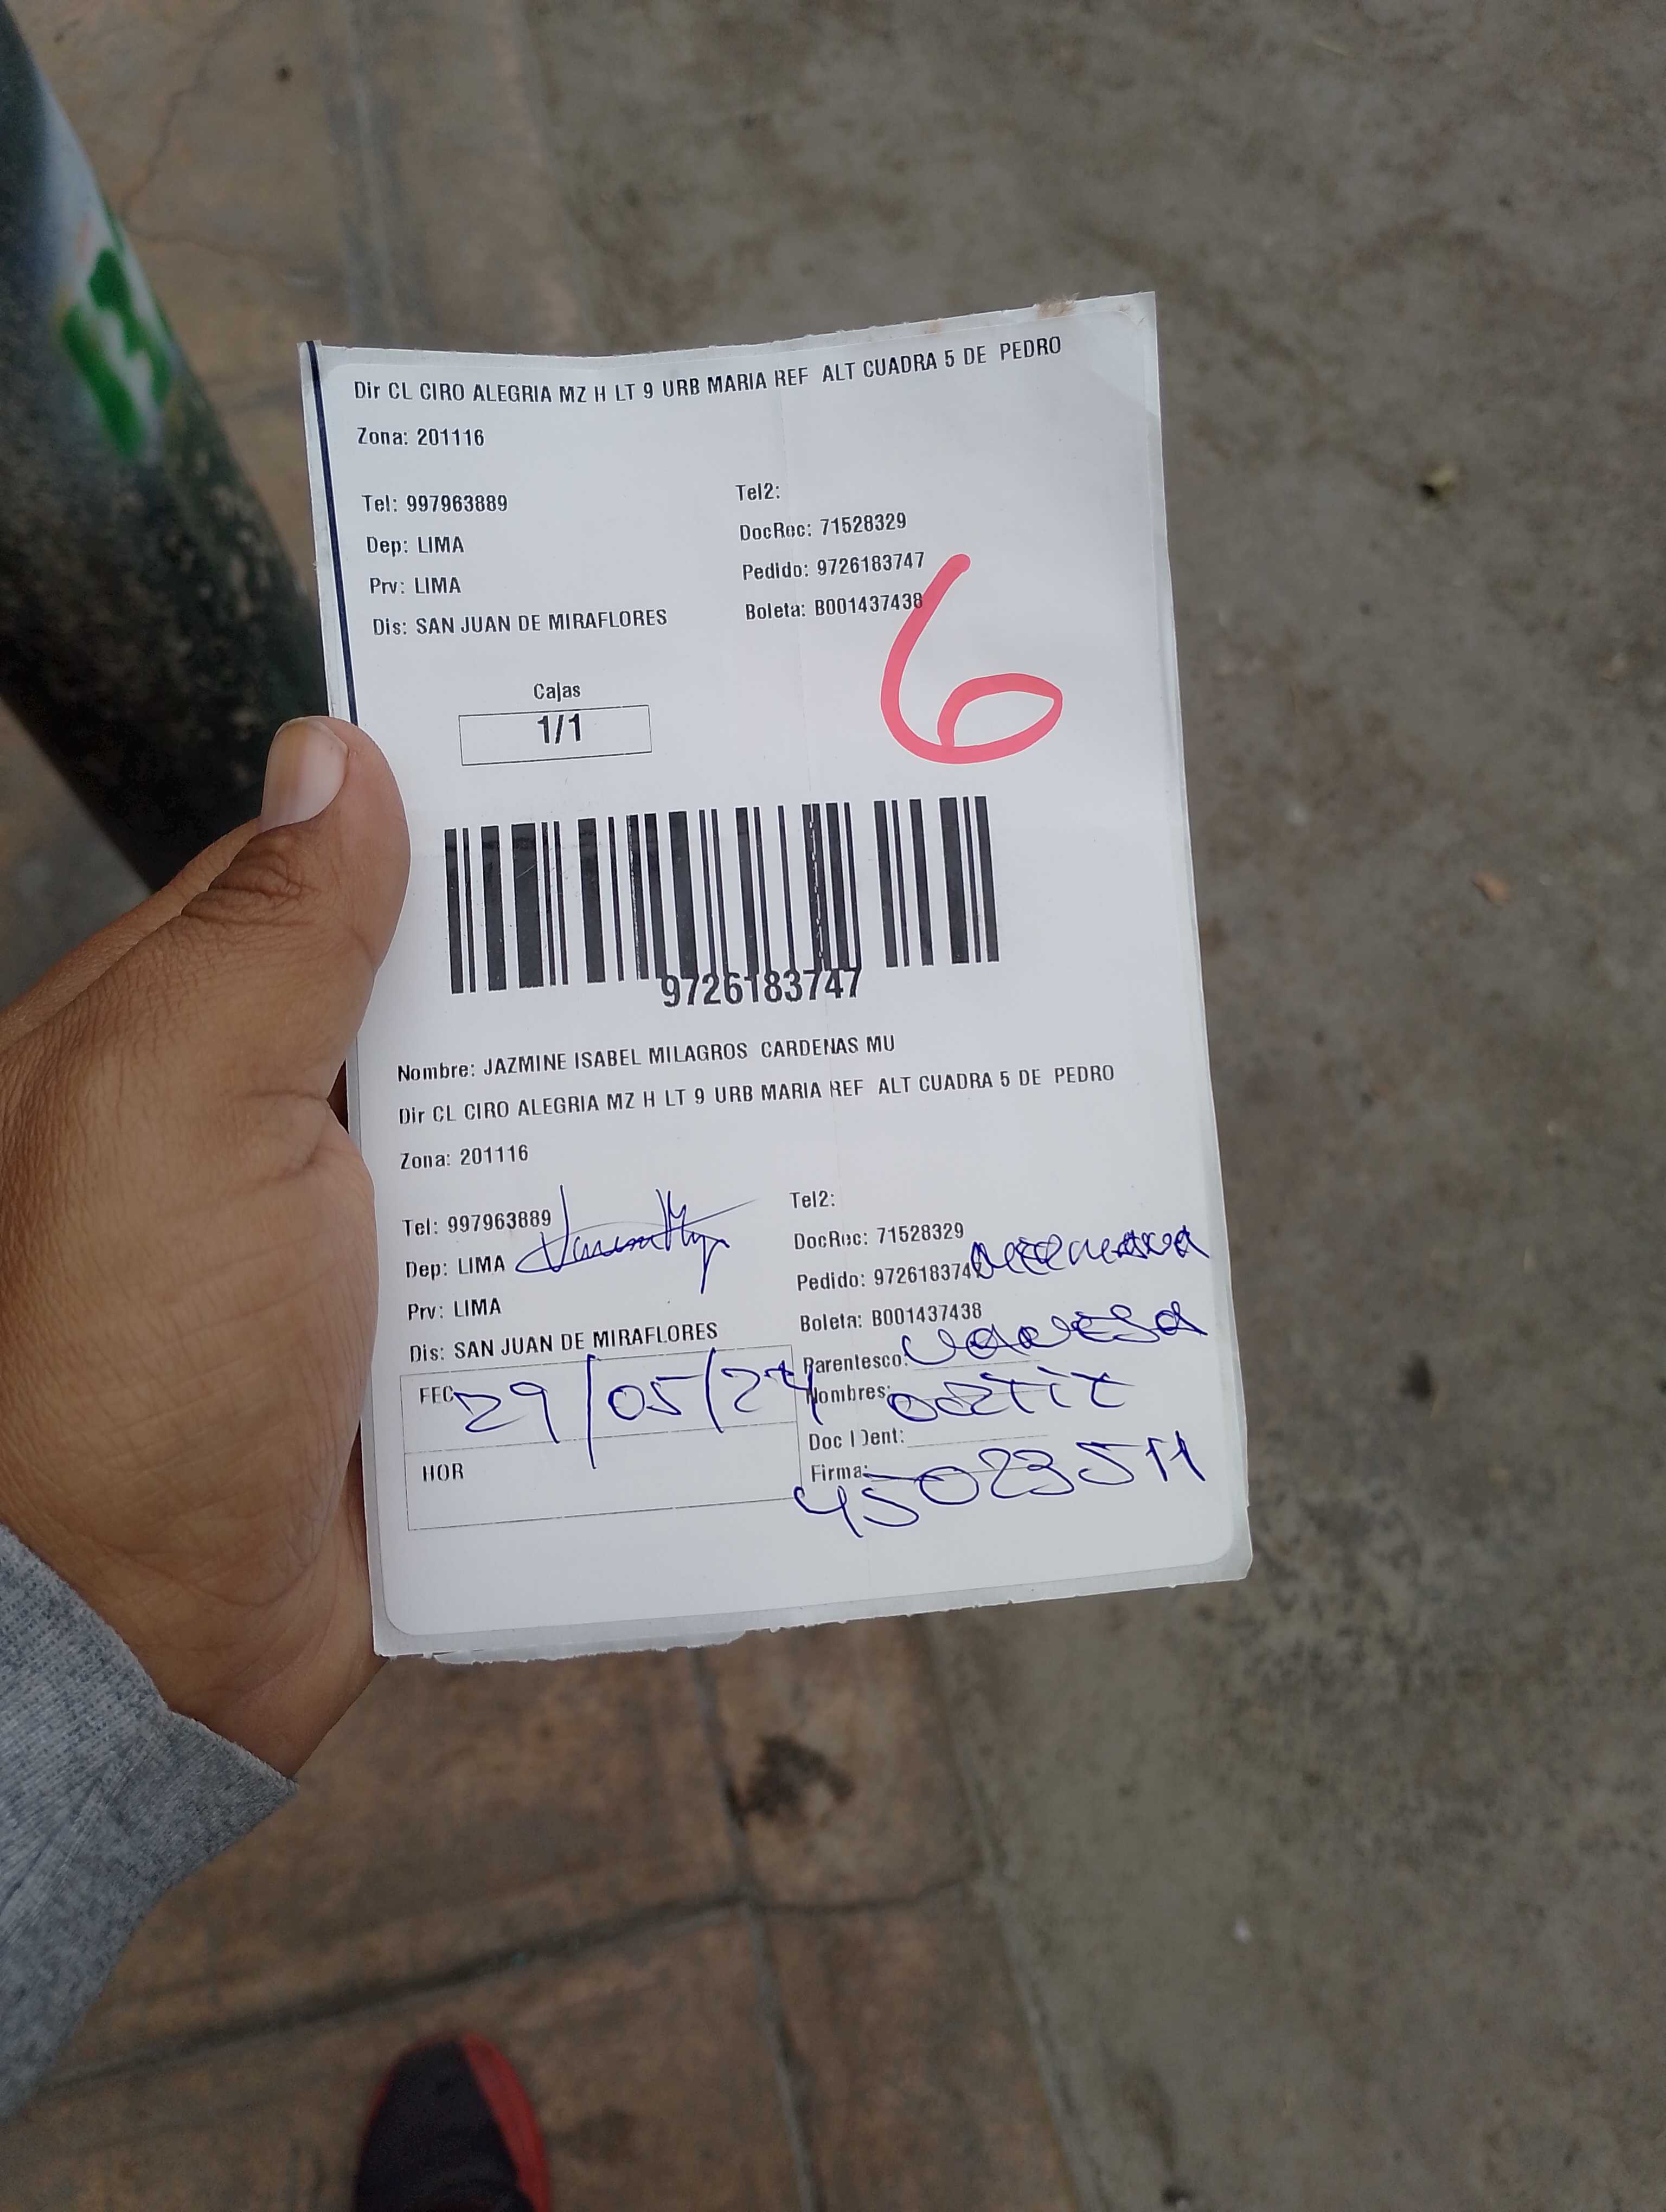 Dir CL CIRO ALEGRIA MZ H LT 9 URB MARIA REF ALT CUADRA 5 DE PEDRO
Zona: 201116
Tel: 997963889
Tel2:
DocRec: 71528329
Dep: LIMA
Pedido: 9726183747
Prv: LIMA
Boleta: B001437438
Dis: SAN JUAN DE MIRAFLORES
6
Cajas
1/1
9726183747
Nombre: JAZMINE ISABEL MILAGROS CARDENAS MU
Dir CL CIRO ALEGRIA MZ H LT 9 URB MARIA REF ALT CUADRA 5 DE PEDRO
Zona: 201116
Tel: 997963889
Tel2:
DocRec: 71528329
Dep: LIMA
Pedido: 972618374
Prv: LIMA
Boleta: B001437438
Dis: SAN JUAN DE MIRAFLORES
Parentesco:
FEC 29/05/24
Nombres:
Doc Ident:
HOR
Firma: